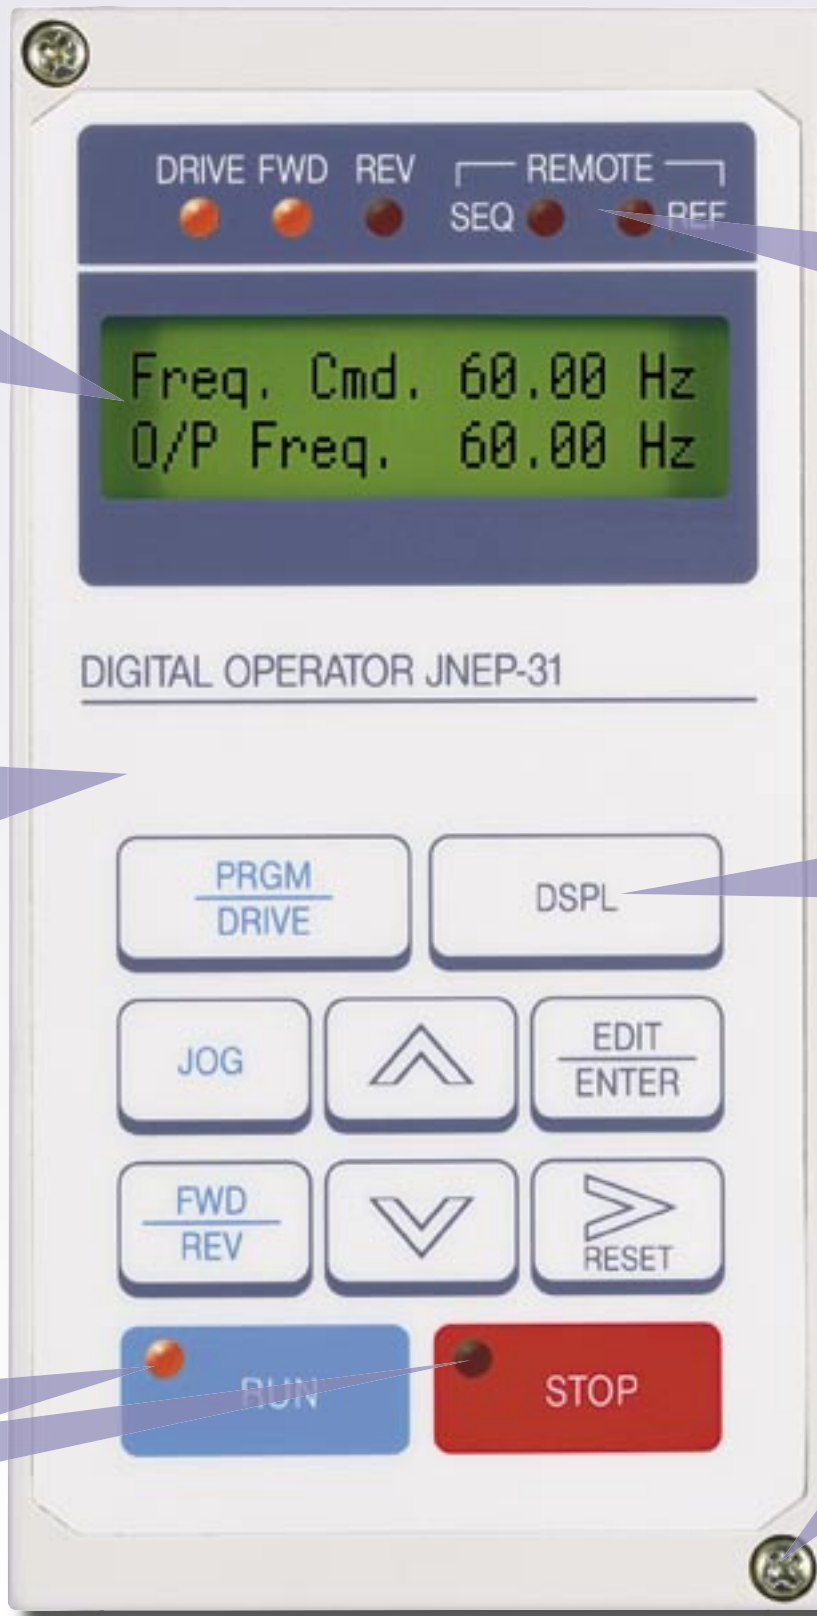 DRIVE FWD REV REMOTE
SEQ REF
Freq. Cmd. 60.00 Hz
O/P Freq. 60.00 Hz
DIGITAL OPERATOR JNEP-31
PRGM
DRIVE
DSPL
JOG
EDIT
ENTER
FWD
REV
RESET
RUN
STOP